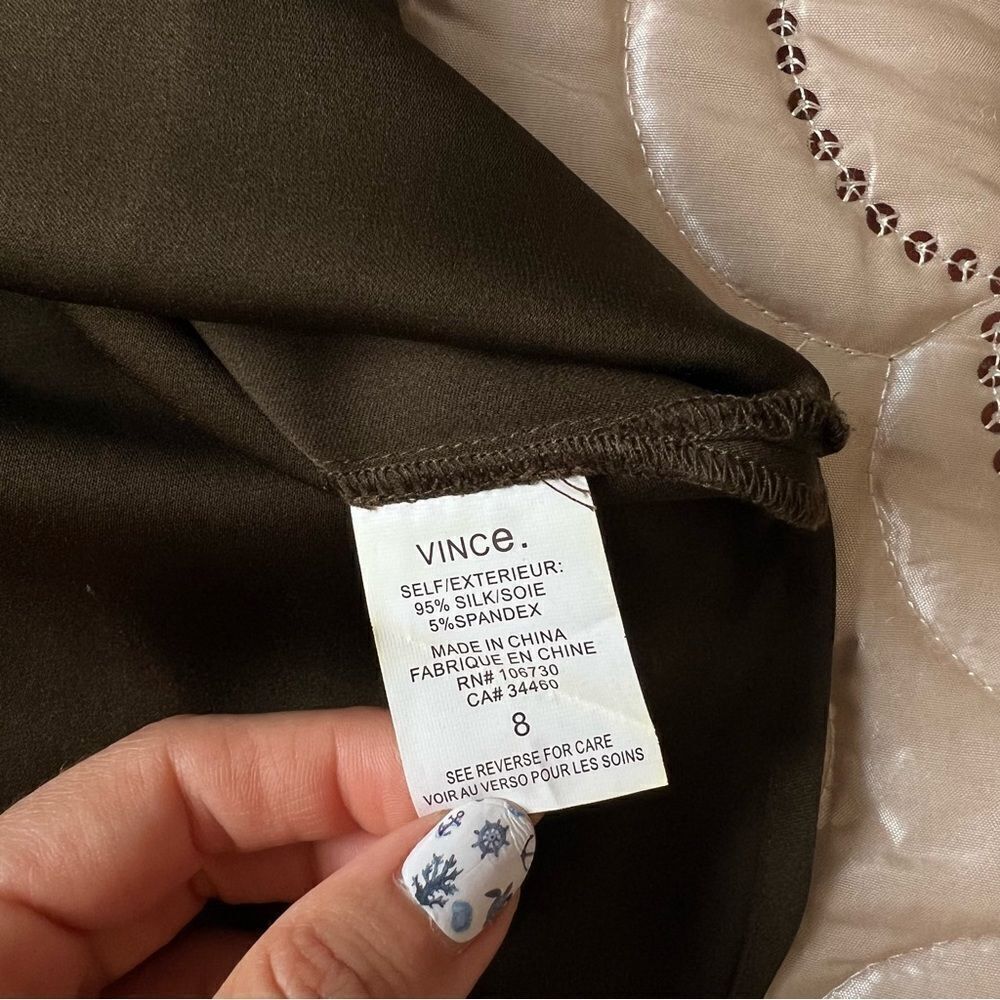 VINCe.
SELF/EXTERIEUR:
95% SILK/SOIE
5%SPANDEX
MADE IN CHINA
FABRIQUE EN CHINE
RN# 106730
CA# 34460
8
SEE REVERSE FOR CARE
VOIR AU VERSO POUR LES SOINS